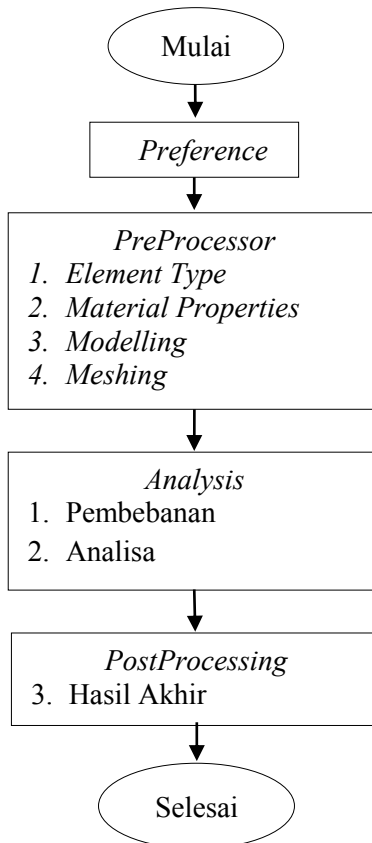 Mulai
Preference
PreProcessor
1. Element Type
2. Material Properties
3. Modelling
4. Meshing
Analysis
1. Pembebanan
2. Analisa
PostProcessing
3. Hasil Akhir
Selesai